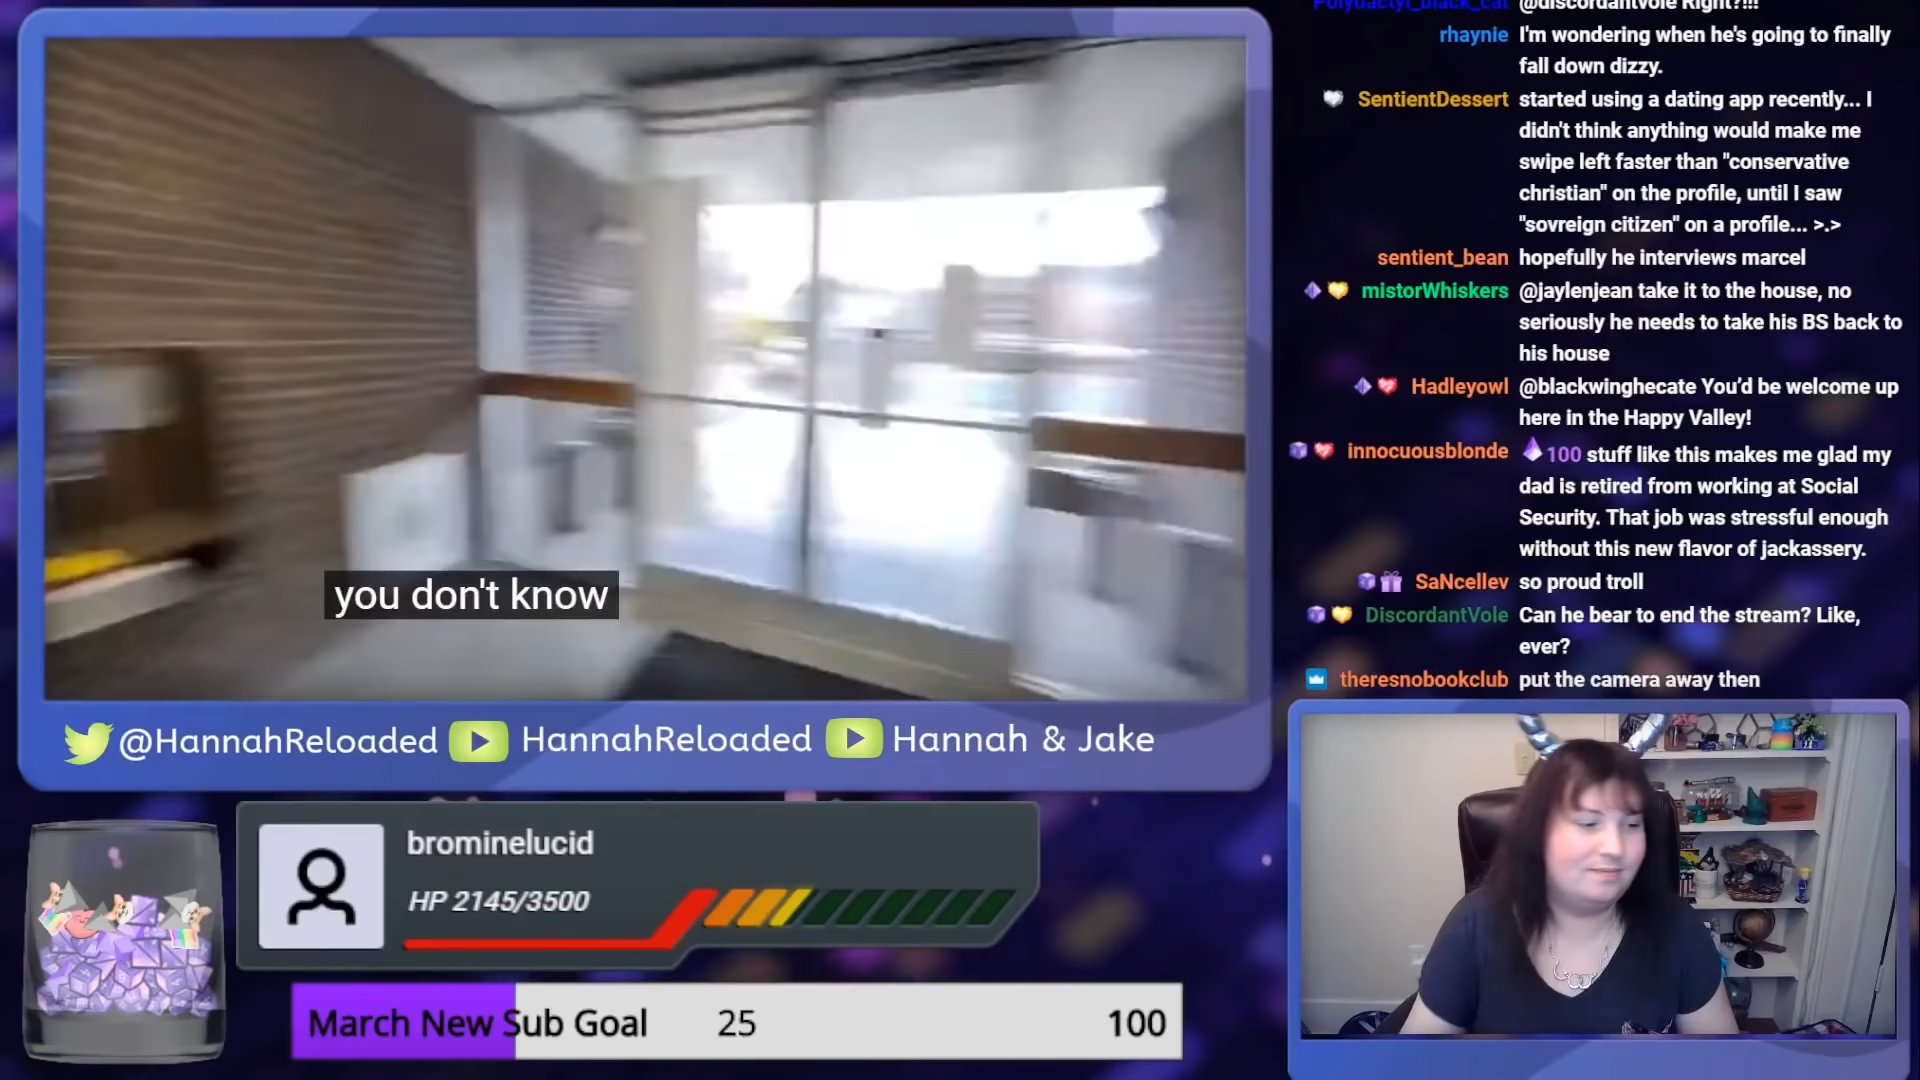 you don't know
@HannahReloaded HannahReloaded Hannah & Jake
brominelucid
HP 2145/3500
March New Sub Goal 25 100
Polydactyl_black_cat @discordantvole Right?!!!
rhaynie I'm wondering when he's going to finally
fall down dizzy.
SentientDessert started using a dating app recently... I
didn't think anything would make me
swipe left faster than "conservative
christian" on the profile, until I saw
"sovreign citizen" on a profile... >.>
sentient_bean hopefully he interviews marcel
mistorWhiskers @jaylenjean take it to the house, no
seriously he needs to take his BS back to
his house
Hadleyowl @blackwinghecate You’d be welcome up
here in the Happy Valley!
innocuousblonde 100 stuff like this makes me glad my
dad is retired from working at Social
Security. That job was stressful enough
without this new flavor of jackassery.
SaNcellev so proud troll
DiscordantVole Can he bear to end the stream? Like,
ever?
theresnobookclub put the camera away then